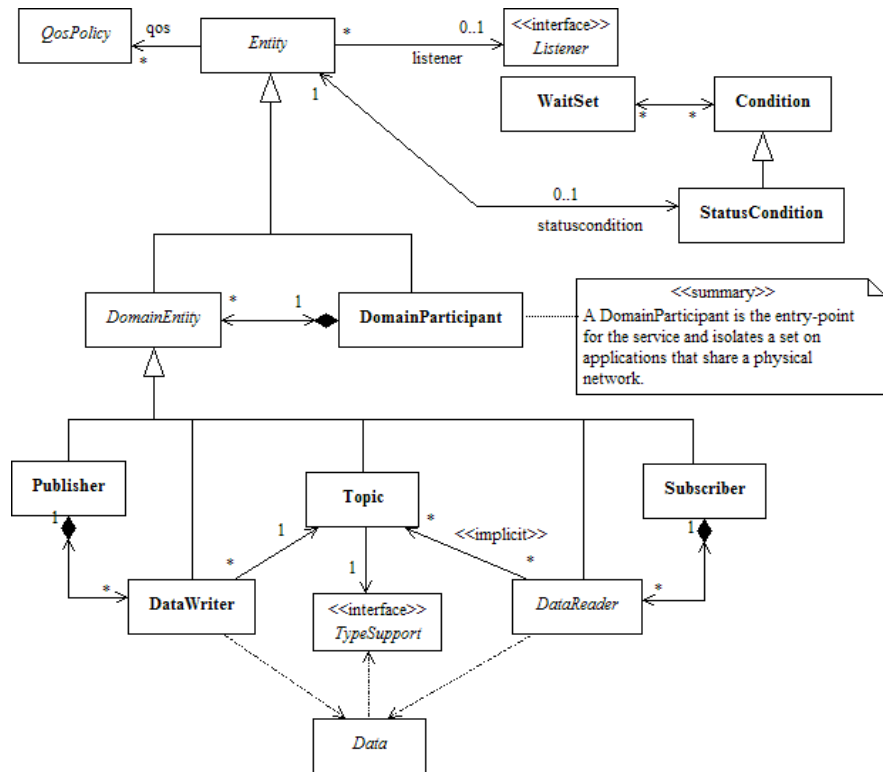 QosPolicy
qos
*
Entity
*
0..1
listener
<<interface>>
Listener
1
WaitSet
*
*
Condition
0..1
statuscondition
StatusCondition
DomainEntity
*
1
DomainParticipant
<<summary>>
A DomainParticipant is the entry-point
for the service and isolates a set on
applications that share a physical
network.
Publisher
1
Topic
Subscriber
1
1
*
<<implicit>>
*
*
*
*
DataWriter
1
<<interface>>
TypeSupport
DataReader
Data